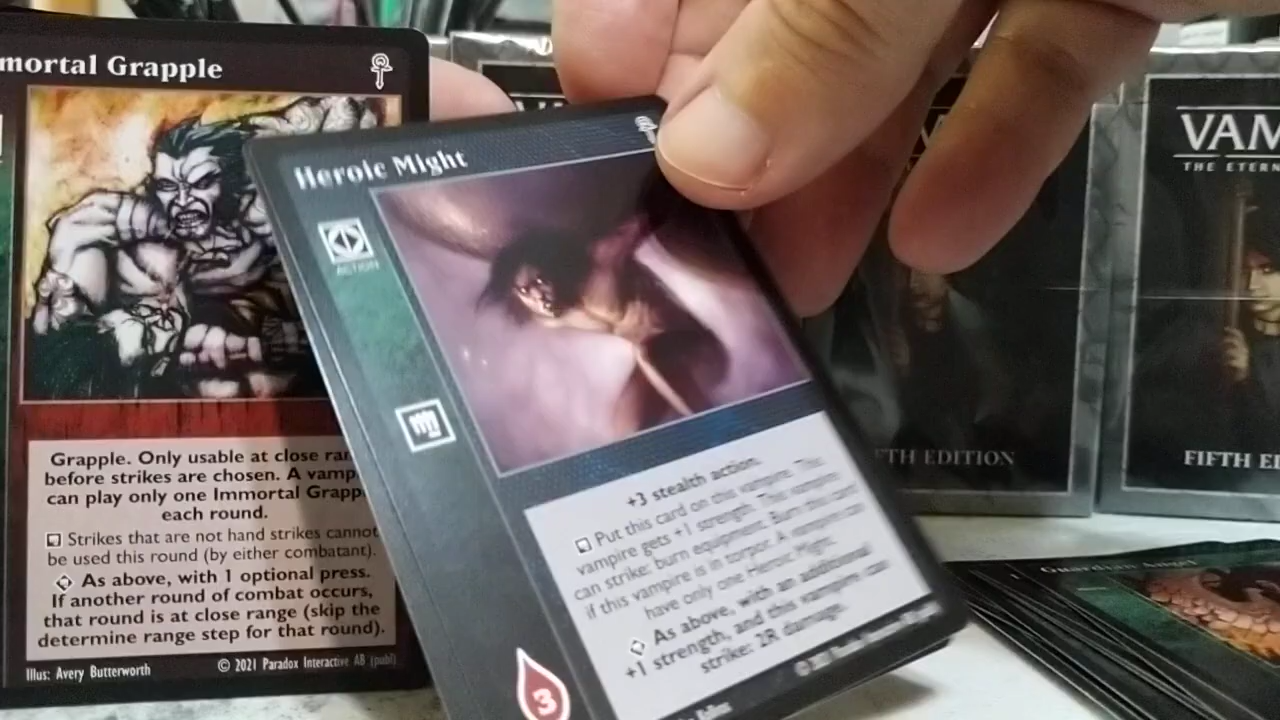 mortal Grapple
Grapple. Only usable at close ran
before strikes are chosen. A vamp
can play only one Immortal Grapp
each round.
Strikes that are not hand strikes cannot
be used this round (by either combatant).
As above, with 1 optional press.
If another round of combat occurs,
that round is at close range (skip the
determine range step for that round).
Illus: Avery Butterworth
© 2021 Paradox Interactive AB (publ)
Heroic Might
ACTION
+3 stealth action.
Put this card on this vampire. This
vampire gets +1 strength. This vampire
can strike: burn equipment. Burn this card
if this vampire is in torpor. A vampire can
have only one Heroic Might.
As above, with an additional
+1 strength, and this vampire can
strike: 2R damage.
3
VAM
THE ETERN
TH EDITION
FIFTH ED
Guardian Angel